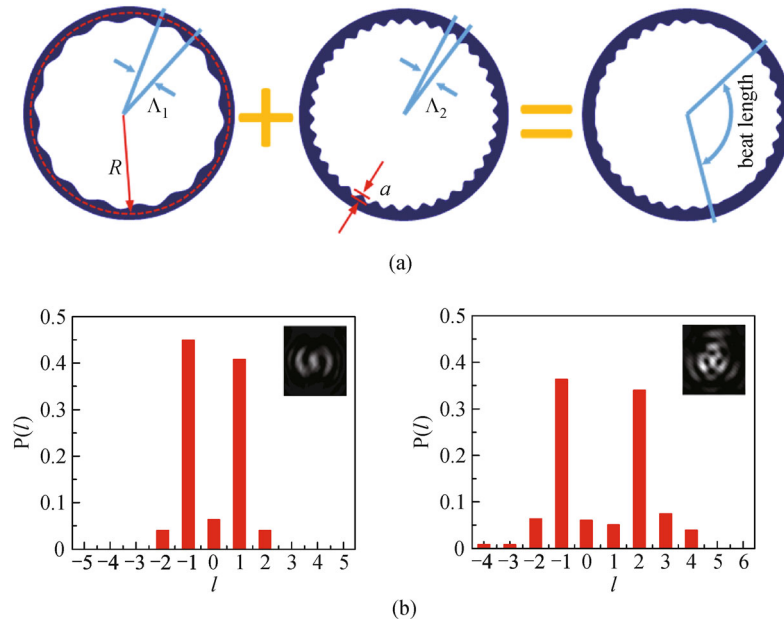 Λ₁
R
+
Λ₂
a
=
beat length
(a)
0.5
0.4
0.3
0.2
0.1
0
P(l)
−5 −4 −3 −2 −1 0 1 2 3 4 5
l
0.5
0.4
0.3
0.2
0.1
0
P(l)
−4 −3 −2 −1 0 1 2 3 4 5 6
l
(b)